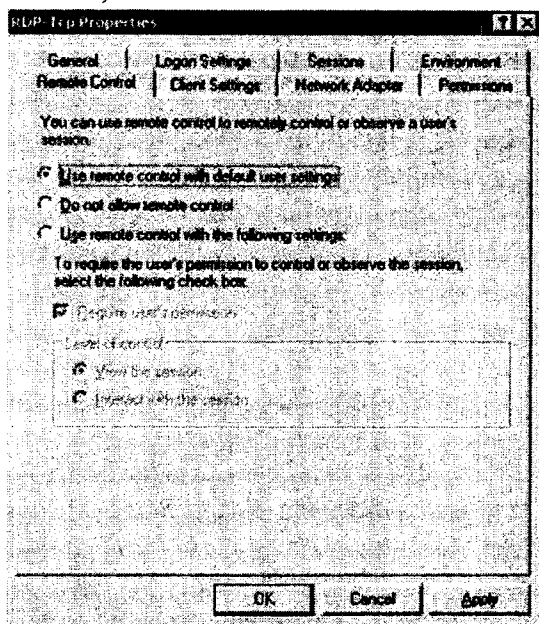 RDP-Tcp Properties
General Logon Settings Sessions Environment
Remote Control Client Settings Network Adapter Permissions
You can use remote control to remotely control or observe a user's
session.
Use remote control with default user settings
Do not allow remote control
Use remote control with the following settings:
To require the user's permission to control or observe the session,
select the following check box:
Require user's permission
Level of control
View the session
Interact with the session
OK Cancel Apply